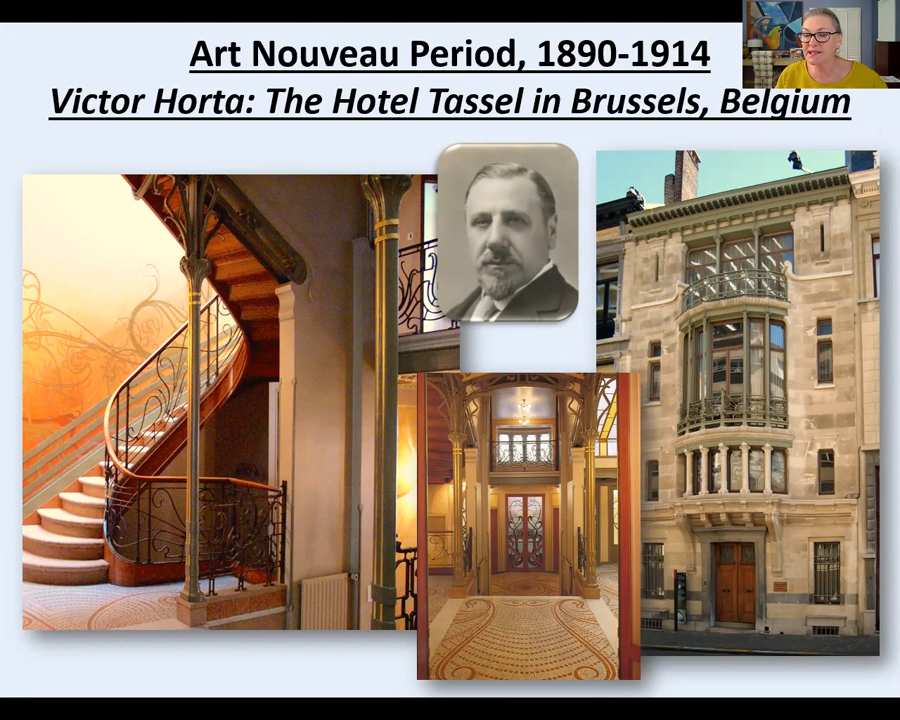 Art Nouveau Period, 1890-1914
Victor Horta: The Hotel Tassel in Brussels, Belgium